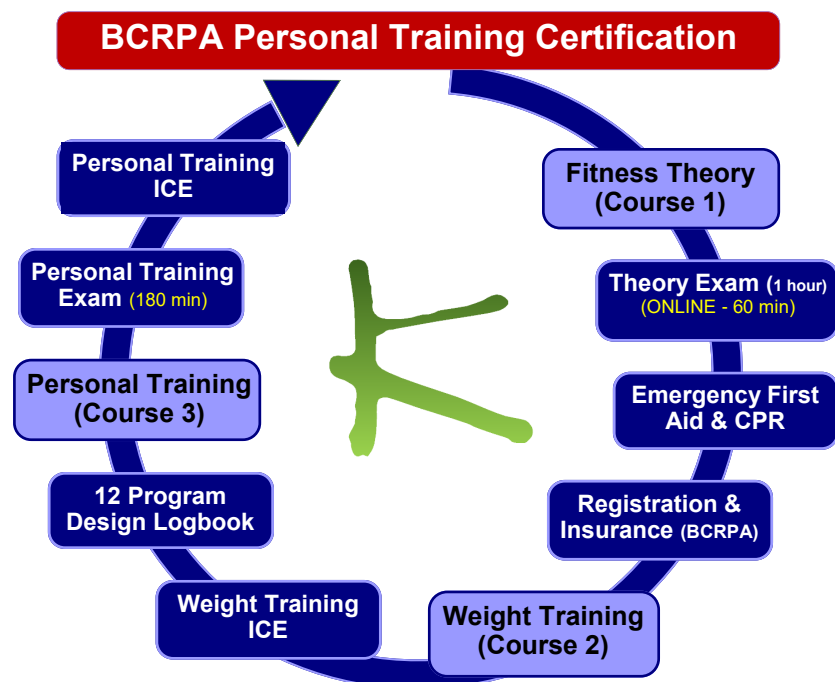 BCRPA Personal Training Certification
Fitness Theory
(Course 1)
Theory Exam (1 hour)
(ONLINE - 60 min)
Emergency First
Aid & CPR
Registration &
Insurance (BCRPA)
Weight Training
(Course 2)
Weight Training
ICE
12 Program
Design Logbook
Personal Training
(Course 3)
Personal Training
Exam (180 min)
Personal Training
ICE